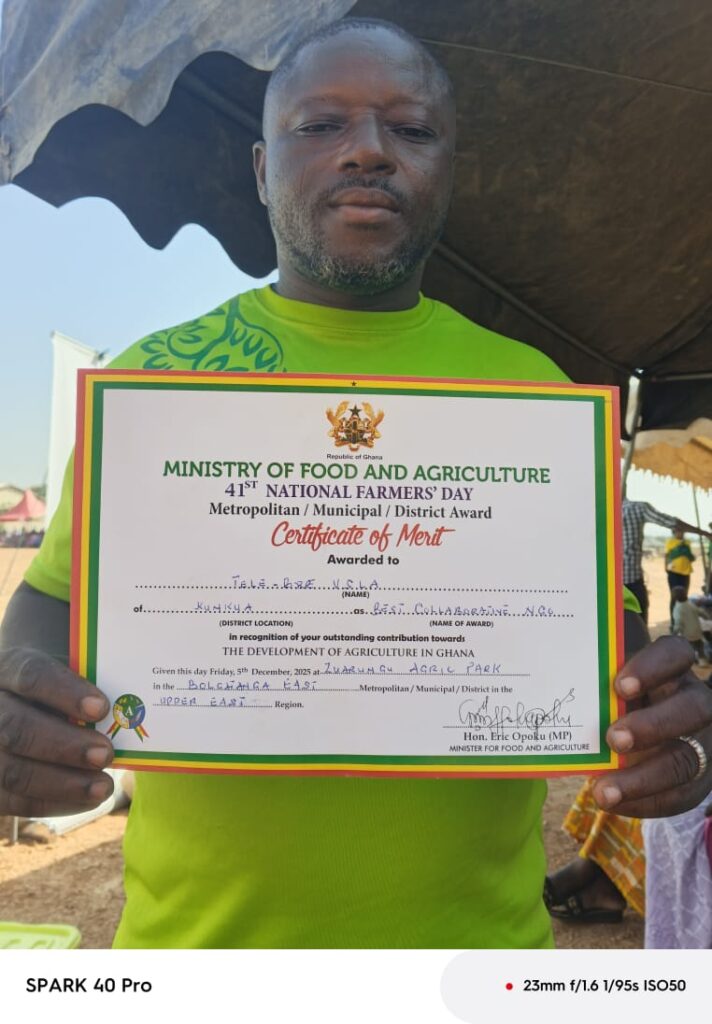 Republic of Ghana
MINISTRY OF FOOD AND AGRICULTURE
41ST NATIONAL FARMERS' DAY
Metropolitan / Municipal / District Award
Certificate of Merit
Awarded to
TELE-BERE VSLA
(NAME)
of KUNKUA as BEST COLLABORATIVE NGO
(DISTRICT LOCATION) (NAME OF AWARD)
in recognition of your outstanding contribution towards
THE DEVELOPMENT OF AGRICULTURE IN GHANA
Given this day Friday, 5th December, 2025 at ZUARUNGU AGRIC PARK
in the BOLGATANGA EAST Metropolitan / Municipal / District in the
UPPER EAST Region.
Hon. Eric Opoku (MP)
MINISTER FOR FOOD AND AGRICULTURE
SPARK 40 Pro
23mm f/1.6 1/95s ISO50